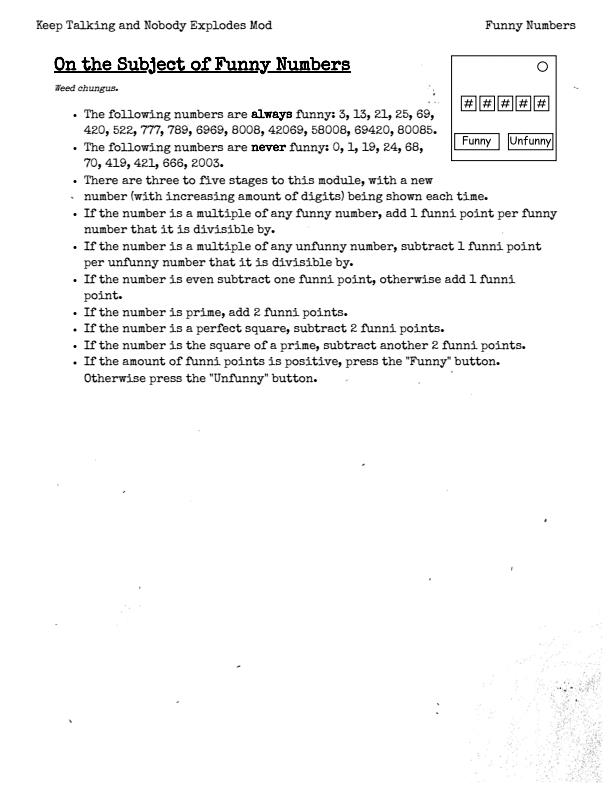 Keep Talking and Nobody Explodes Mod
Funny Numbers
On the Subject of Funny Numbers
Weed chungus.
# # # # #
Funny Unfunny
• The following numbers are always funny: 3, 13, 21, 25, 69,
420, 522, 777, 789, 6969, 8008, 42069, 58008, 69420, 80085.
• The following numbers are never funny: 0, 1, 19, 24, 68,
70, 419, 421, 666, 2003.
• There are three to five stages to this module, with a new
number (with increasing amount of digits) being shown each time.
• If the number is a multiple of any funny number, add 1 funni point per funny
number that it is divisible by.
• If the number is a multiple of any unfunny number, subtract 1 funni point
per unfunny number that it is divisible by.
• If the number is even subtract one funni point, otherwise add 1 funni
point.
• If the number is prime, add 2 funni points.
• If the number is a perfect square, subtract 2 funni points.
• If the number is the square of a prime, subtract another 2 funni points.
• If the amount of funni points is positive, press the "Funny" button.
Otherwise press the "Unfunny" button.